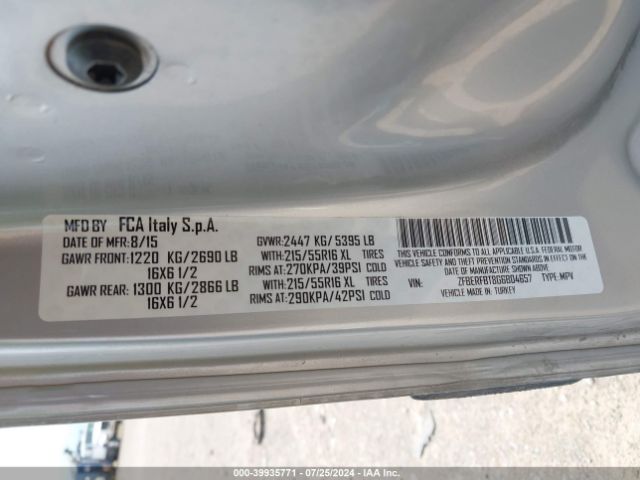 MFD BY FCA Italy S.p.A.
DATE OF MFR: 8/15 GVWR: 2447 KG/ 5395 LB
GAWR FRONT: 1220 KG/2690 LB WITH: 215/55R16 XL TIRES
16X6 1/2 RIMS AT: 270KPA/39PSI COLD
GAWR REAR: 1300 KG/2866 LB WITH: 215/55R16 XL TIRES
16X6 1/2 RIMS AT: 290KPA/42PSI COLD
THIS VEHICLE CONFORMS TO ALL APPLICABLE U.S.A. FEDERAL MOTOR
VEHICLE SAFETY AND THEFT PREVENTION STANDARDS IN EFFECT
ON THE DATE OF MANUFACTURE SHOWN ABOVE.
VIN: ZFBERFBT8G6B04657 TYPE: MPV
VEHICLE MADE IN: TURKEY
000-39935771 - 07/25/2024 - IAA Inc.